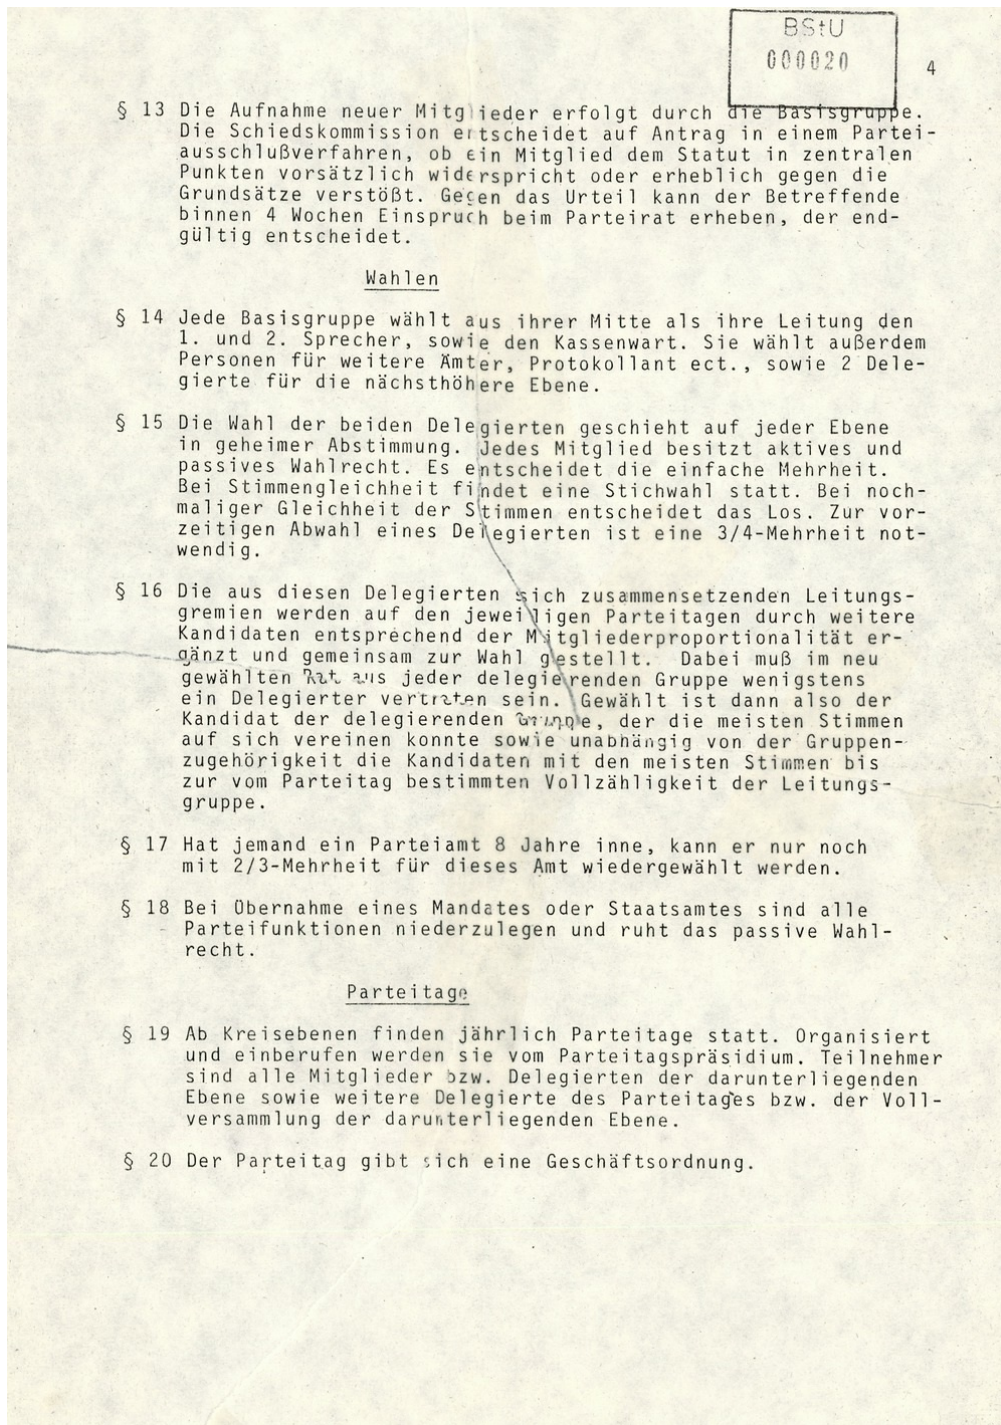 BStU
000020
4
§ 13 Die Aufnahme neuer Mitglieder erfolgt durch die Basisgruppe.
Die Schiedskommission entscheidet auf Antrag in einem Partei-
ausschlußverfahren, ob ein Mitglied dem Statut in zentralen
Punkten vorsätzlich widerspricht oder erheblich gegen die
Grundsätze verstößt. Gegen das Urteil kann der Betreffende
binnen 4 Wochen Einspruch beim Parteirat erheben, der end-
gültig entscheidet.
Wahlen
§ 14 Jede Basisgruppe wählt aus ihrer Mitte als ihre Leitung den
1. und 2. Sprecher, sowie den Kassenwart. Sie wählt außerdem
Personen für weitere Ämter, Protokollant ect., sowie 2 Dele-
gierte für die nächsthöhere Ebene.
§ 15 Die Wahl der beiden Delegierten geschieht auf jeder Ebene
in geheimer Abstimmung. Jedes Mitglied besitzt aktives und
passives Wahlrecht. Es entscheidet die einfache Mehrheit.
Bei Stimmengleichheit findet eine Stichwahl statt. Bei noch-
maliger Gleichheit der Stimmen entscheidet das Los. Zur vor-
zeitigen Abwahl eines Delegierten ist eine 3/4-Mehrheit not-
wendig.
§ 16 Die aus diesen Delegierten sich zusammensetzenden Leitungs-
gremien werden auf den jeweiligen Parteitagen durch weitere
Kandidaten entsprechend der Mitgliederproportionalität er-
gänzt und gemeinsam zur Wahl gestellt. Dabei muß im neu
gewählten Rat aus jeder delegierenden Gruppe wenigstens
ein Delegierter vertreten sein. Gewählt ist dann also der
Kandidat der delegierenden Gruppe, der die meisten Stimmen
auf sich vereinen konnte sowie unabhängig von der Gruppen-
zugehörigkeit die Kandidaten mit den meisten Stimmen bis
zur vom Parteitag bestimmten Vollzähligkeit der Leitungs-
gruppe.
§ 17 Hat jemand ein Parteiamt 8 Jahre inne, kann er nur noch
mit 2/3-Mehrheit für dieses Amt wiedergewählt werden.
§ 18 Bei Übernahme eines Mandates oder Staatsamtes sind alle
Parteifunktionen niederzulegen und ruht das passive Wahl-
recht.
Parteitage
§ 19 Ab Kreisebenen finden jährlich Parteitage statt. Organisiert
und einberufen werden sie vom Parteitagspräsidium. Teilnehmer
sind alle Mitglieder bzw. Delegierten der darunterliegenden
Ebene sowie weitere Delegierte des Parteitages bzw. der Voll-
versammlung der darunterliegenden Ebene.
§ 20 Der Parteitag gibt sich eine Geschäftsordnung.